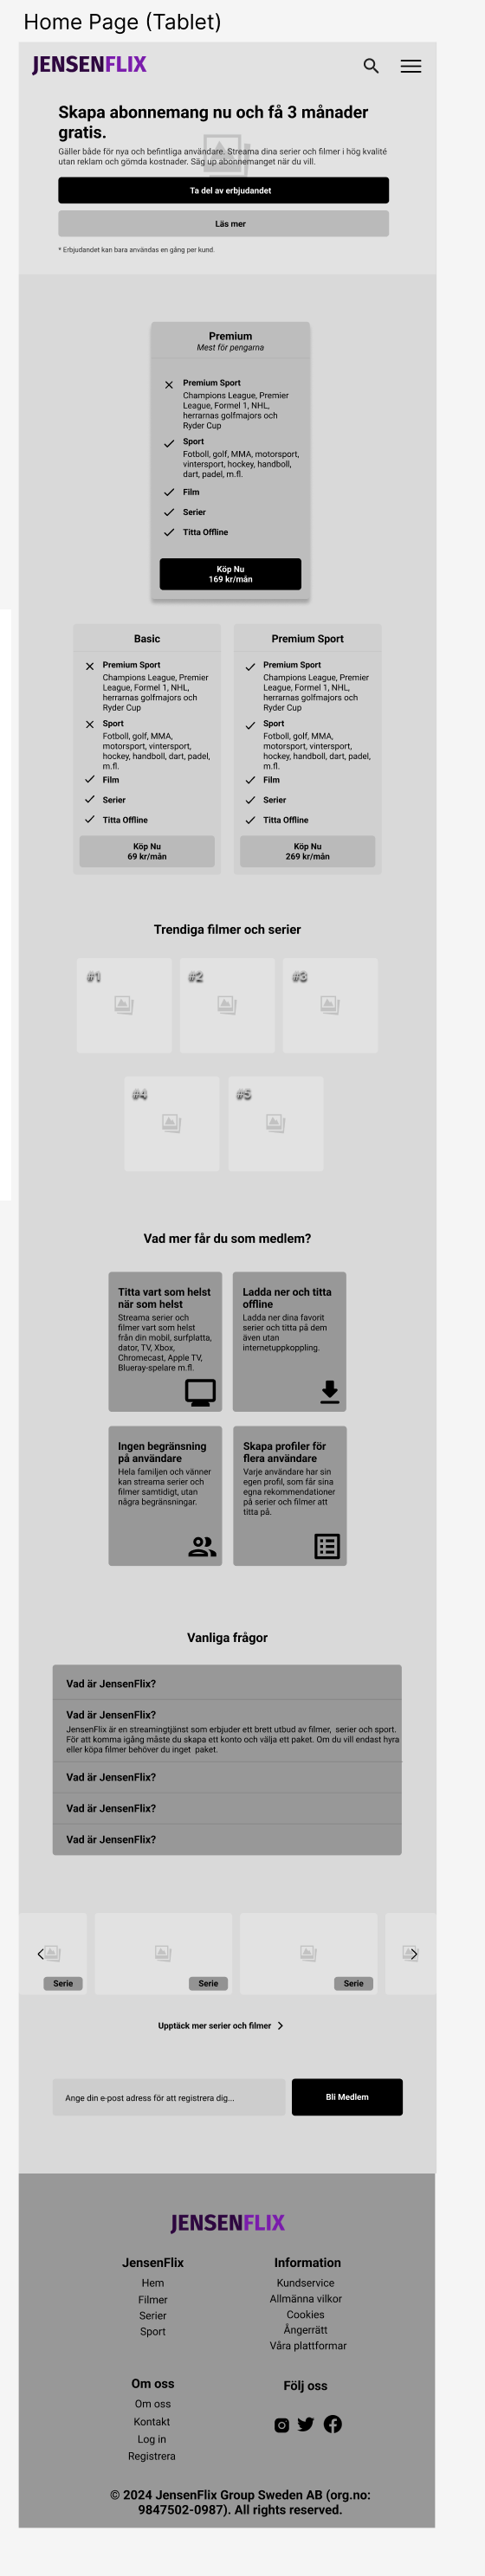 Home Page (Tablet)
JENSENFLIX
Skapa abonnemang nu och få 3 månader
gratis.
Gäller både för nya och befintliga användare. Streama dina serier och filmer i hög kvalité
utan reklam och gömda kostnader. Säg up abonnemanget när du vill.
Ta del av erbjudandet
Läs mer
* Erbjudandet kan bara användas en gång per kund.
Premium
Mest för pengarna
Premium Sport
Champions League, Premier
League, Formel 1, NHL,
herrarnas golfmajors och
Ryder Cup
Sport
Fotboll, golf, MMA, motorsport,
vintersport, hockey, handboll,
dart, padel, m.fl.
Film
Serier
Titta Offline
Köp Nu
169 kr/mån
Basic
Premium Sport
Champions League, Premier
League, Formel 1, NHL,
herrarnas golfmajors och
Ryder Cup
Sport
Fotboll, golf, MMA,
motorsport, vintersport,
hockey, handboll, dart, padel,
m.fl.
Film
Serier
Titta Offline
Köp Nu
69 kr/mån
Premium Sport
Premium Sport
Champions League, Premier
League, Formel 1, NHL,
herrarnas golfmajors och
Ryder Cup
Sport
Fotboll, golf, MMA,
motorsport, vintersport,
hockey, handboll, dart, padel,
m.fl.
Film
Serier
Titta Offline
Köp Nu
269 kr/mån
Trendiga filmer och serier
#1
#2
#3
#4
#5
Vad mer får du som medlem?
Titta vart som helst
när som helst
Streama serier och
filmer vart som helst
från din mobil, surfplatta,
dator, TV, Xbox,
Chromecast, Apple TV,
Blueray-spelare m.fl.
Ladda ner och titta
offline
Ladda ner dina favorit
serier och titta på dem
även utan
internetuppkoppling.
Ingen begränsning
på användare
Hela familjen och vänner
kan streama serier och
filmer samtidigt, utan
några begränsningar.
Skapa profiler för
flera användare
Varje användare har sin
egen profil, som får sina
egna rekommendationer
på serier och filmer att
titta på.
Vanliga frågor
Vad är JensenFlix?
Vad är JensenFlix?
JensenFlix är en streamingtjänst som erbjuder ett brett utbud av filmer, serier och sport.
För att komma igång måste du skapa ett konto och välja ett paket. Om du vill endast hyra
eller köpa filmer behöver du inget paket.
Vad är JensenFlix?
Vad är JensenFlix?
Vad är JensenFlix?
Serie
Serie
Serie
Upptäck mer serier och filmer
Ange din e-post adress för att registrera dig...
Bli Medlem
JENSENFLIX
JensenFlix
Hem
Filmer
Serier
Sport
Information
Kundservice
Allmänna vilkor
Cookies
Ångerrätt
Våra plattformar
Om oss
Om oss
Kontakt
Log in
Registrera
Följ oss
© 2024 JensenFlix Group Sweden AB (org.no:
9847502-0987). All rights reserved.